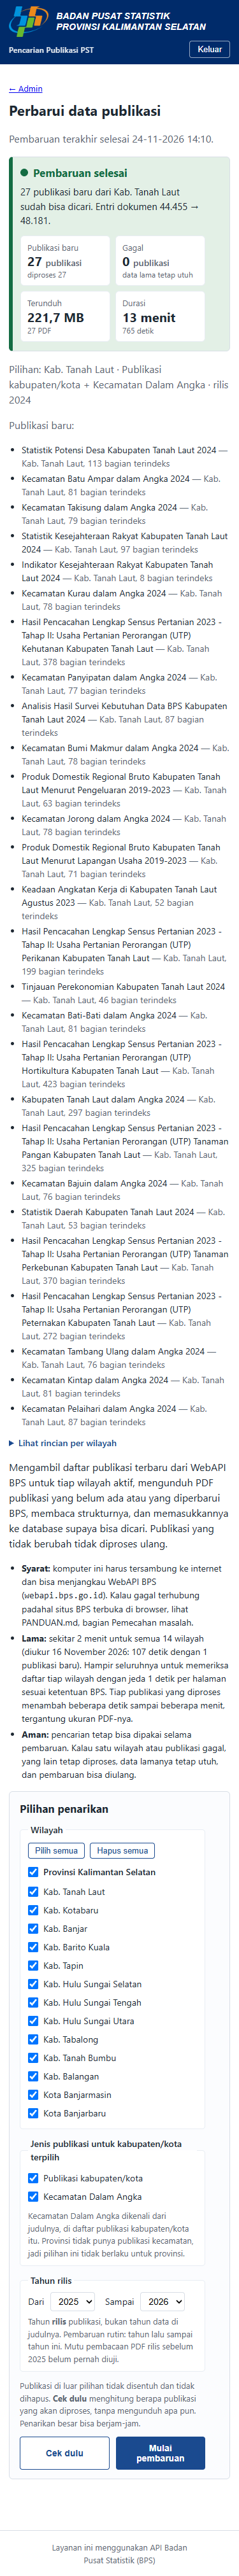 BADAN PUSAT STATISTIK
PROVINSI KALIMANTAN SELATAN
Pencarian Publikasi PST
Keluar
← Admin
Perbarui data publikasi
Pembaruan terakhir selesai 24-11-2026 14:10.
Pembaruan selesai
27 publikasi baru dari Kab. Tanah Laut
sudah bisa dicari. Entri dokumen 44.455 →
48.181.
Publikasi baru
27 publikasi
diproses 27
Gagal
0 publikasi
data lama tetap utuh
Terunduh
221,7 MB
27 PDF
Durasi
13 menit
765 detik
Pilihan: Kab. Tanah Laut · Publikasi
kabupaten/kota + Kecamatan Dalam Angka · rilis
2024
Publikasi baru:
• Statistik Potensi Desa Kabupaten Tanah Laut 2024 —
Kab. Tanah Laut, 113 bagian terindeks
• Kecamatan Batu Ampar dalam Angka 2024 — Kab.
Tanah Laut, 81 bagian terindeks
• Kecamatan Takisung dalam Angka 2024 — Kab.
Tanah Laut, 79 bagian terindeks
• Statistik Kesejahteraan Rakyat Kabupaten Tanah Laut
2024 — Kab. Tanah Laut, 97 bagian terindeks
• Indikator Kesejahteraan Rakyat Kabupaten Tanah
Laut 2024 — Kab. Tanah Laut, 8 bagian terindeks
• Kecamatan Kurau dalam Angka 2024 — Kab. Tanah
Laut, 78 bagian terindeks
• Hasil Pencacahan Lengkap Sensus Pertanian 2023 -
Tahap II: Usaha Pertanian Perorangan (UTP)
Kehutanan Kabupaten Tanah Laut — Kab. Tanah
Laut, 378 bagian terindeks
• Kecamatan Panyipatan dalam Angka 2024 — Kab.
Tanah Laut, 77 bagian terindeks
• Analisis Hasil Survei Kebutuhan Data BPS Kabupaten
Tanah Laut 2024 — Kab. Tanah Laut, 87 bagian
terindeks
• Kecamatan Bumi Makmur dalam Angka 2024 — Kab.
Tanah Laut, 78 bagian terindeks
• Produk Domestik Regional Bruto Kabupaten Tanah
Laut Menurut Pengeluaran 2019-2023 — Kab. Tanah
Laut, 63 bagian terindeks
• Kecamatan Jorong dalam Angka 2024 — Kab. Tanah
Laut, 78 bagian terindeks
• Produk Domestik Regional Bruto Kabupaten Tanah
Laut Menurut Lapangan Usaha 2019-2023 — Kab.
Tanah Laut, 71 bagian terindeks
• Keadaan Angkatan Kerja di Kabupaten Tanah Laut
Agustus 2023 — Kab. Tanah Laut, 52 bagian
terindeks
• Hasil Pencacahan Lengkap Sensus Pertanian 2023 -
Tahap II: Usaha Pertanian Perorangan (UTP)
Perikanan Kabupaten Tanah Laut — Kab. Tanah Laut,
199 bagian terindeks
• Tinjauan Perekonomian Kabupaten Tanah Laut 2024
— Kab. Tanah Laut, 46 bagian terindeks
• Kecamatan Bati-Bati dalam Angka 2024 — Kab.
Tanah Laut, 81 bagian terindeks
• Hasil Pencacahan Lengkap Sensus Pertanian 2023 -
Tahap II: Usaha Pertanian Perorangan (UTP)
Hortikultura Kabupaten Tanah Laut — Kab. Tanah
Laut, 423 bagian terindeks
• Kabupaten Tanah Laut dalam Angka 2024 — Kab.
Tanah Laut, 297 bagian terindeks
• Hasil Pencacahan Lengkap Sensus Pertanian 2023 -
Tahap II: Usaha Pertanian Perorangan (UTP) Tanaman
Pangan Kabupaten Tanah Laut — Kab. Tanah Laut,
325 bagian terindeks
• Kecamatan Bajuin dalam Angka 2024 — Kab. Tanah
Laut, 76 bagian terindeks
• Statistik Daerah Kabupaten Tanah Laut 2024 — Kab.
Tanah Laut, 53 bagian terindeks
• Hasil Pencacahan Lengkap Sensus Pertanian 2023 -
Tahap II: Usaha Pertanian Perorangan (UTP) Tanaman
Perkebunan Kabupaten Tanah Laut — Kab. Tanah
Laut, 370 bagian terindeks
• Hasil Pencacahan Lengkap Sensus Pertanian 2023 -
Tahap II: Usaha Pertanian Perorangan (UTP)
Peternakan Kabupaten Tanah Laut — Kab. Tanah
Laut, 272 bagian terindeks
• Kecamatan Tambang Ulang dalam Angka 2024 —
Kab. Tanah Laut, 76 bagian terindeks
• Kecamatan Kintap dalam Angka 2024 — Kab. Tanah
Laut, 81 bagian terindeks
• Kecamatan Pelaihari dalam Angka 2024 — Kab.
Tanah Laut, 87 bagian terindeks
▶ Lihat rincian per wilayah
Mengambil daftar publikasi terbaru dari WebAPI
BPS untuk tiap wilayah aktif, mengunduh PDF
publikasi yang belum ada atau yang diperbarui
BPS, membaca strukturnya, dan memasukkannya
ke database supaya bisa dicari. Publikasi yang
tidak berubah tidak diproses ulang.
• Syarat: komputer ini harus tersambung ke internet
dan bisa menjangkau WebAPI BPS
(webapi.bps.go.id). Kalau gagal terhubung
padahal situs BPS terbuka di browser, lihat
PANDUAN.md, bagian Pemecahan masalah.
• Lama: sekitar 2 menit untuk semua 14 wilayah
(diukur 16 November 2026: 107 detik dengan 1
publikasi baru). Hampir seluruhnya untuk memeriksa
daftar tiap wilayah dengan jeda 1 detik per halaman
sesuai ketentuan BPS. Tiap publikasi yang diproses
menambah beberapa detik sampai beberapa menit,
tergantung ukuran PDF-nya.
• Aman: pencarian tetap bisa dipakai selama
pembaruan. Kalau satu wilayah atau publikasi gagal,
yang lain tetap diproses, data lamanya tetap utuh,
dan pembaruan bisa diulang.
Pilihan penarikan
Wilayah
Pilih semua
Hapus semua
Provinsi Kalimantan Selatan
Kab. Tanah Laut
Kab. Kotabaru
Kab. Banjar
Kab. Barito Kuala
Kab. Tapin
Kab. Hulu Sungai Selatan
Kab. Hulu Sungai Tengah
Kab. Hulu Sungai Utara
Kab. Tabalong
Kab. Tanah Bumbu
Kab. Balangan
Kota Banjarmasin
Kota Banjarbaru
Jenis publikasi untuk kabupaten/kota
terpilih
Publikasi kabupaten/kota
Kecamatan Dalam Angka
Kecamatan Dalam Angka dikenali dari
judulnya, di daftar publikasi kabupaten/kota
itu. Provinsi tidak punya publikasi kecamatan,
jadi pilihan ini tidak berlaku untuk provinsi.
Tahun rilis
Dari 2025 Sampai 2026
Tahun rilis publikasi, bukan tahun data di
judulnya. Pembaruan rutin: tahun lalu sampai
tahun ini. Mutu pembacaan PDF rilis sebelum
2025 belum pernah diuji.
Publikasi di luar pilihan tidak disentuh dan tidak
dihapus. Cek dulu menghitung berapa publikasi
yang akan diproses, tanpa mengunduh apa pun.
Penarikan besar bisa berjam-jam.
Cek dulu
Mulai
pembaruan
Layanan ini menggunakan API Badan
Pusat Statistik (BPS)